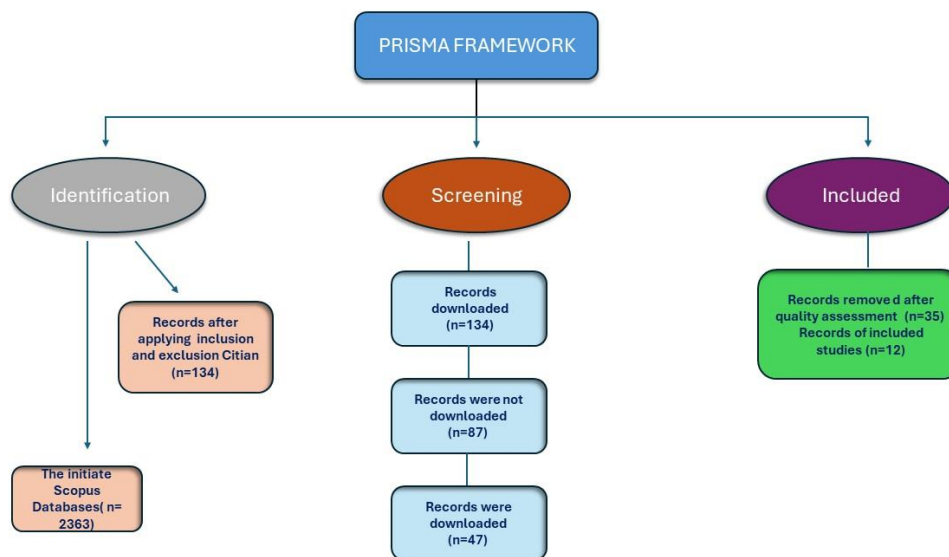 PRISMA FRAMEWORK
Identification
Screening
Included
Records after
applying inclusion
and exclusion Citian
(n=134)
The initiate
Scopus
Databases( n=
2363)
Records
downloaded
(n=134)
Records were not
downloaded
(n=87)
Records were
downloaded
(n=47)
Records removed after
quality assessment (n=35)
Records of included
studies (n=12)